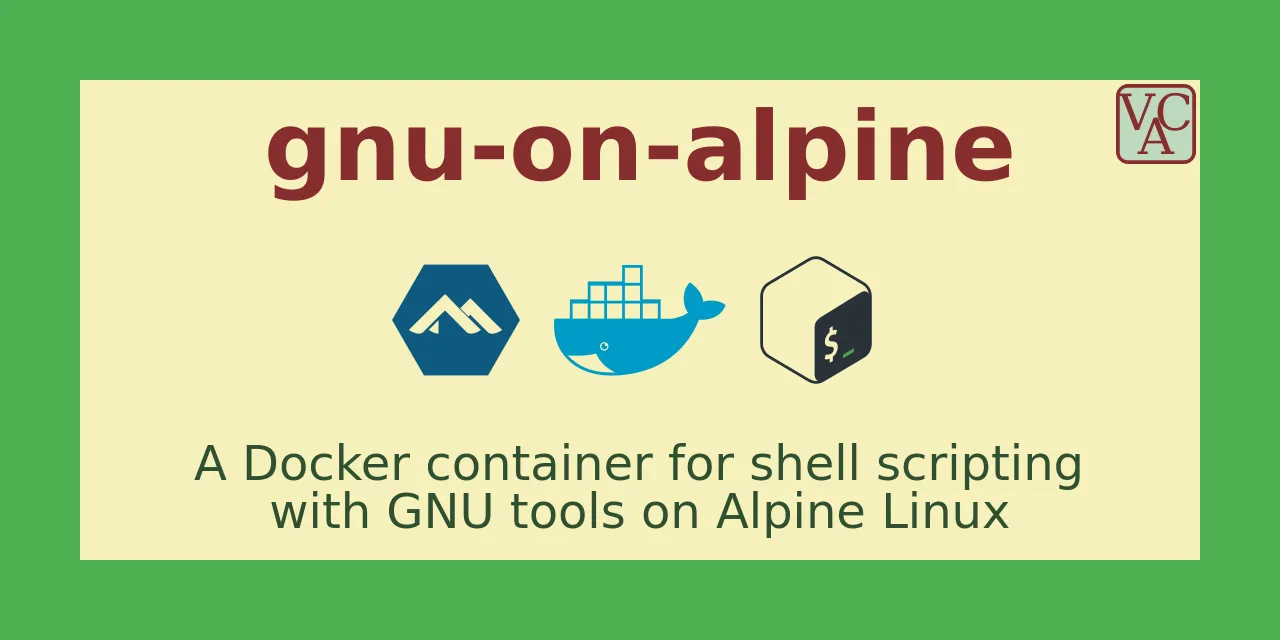 gnu-on-alpine
VCA
$_
A Docker container for shell scripting
with GNU tools on Alpine Linux